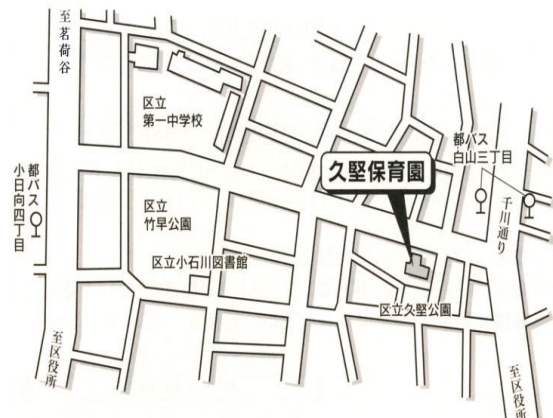 至茗荷谷
区立
第一中学校
都バス
小日向四丁目
区立
竹早公園
区立小石川図書館
久堅保育園
都バス
白山三丁目
千川通り
区立久堅公園
至区役所
至区役所